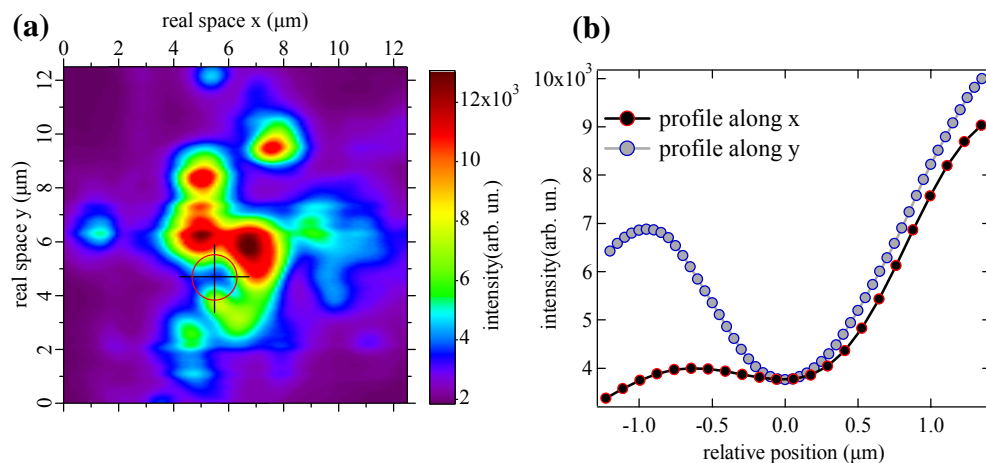 (a)
real space x (μm)
0 2 4 6 8 10 12
real space y (μm)
12
10
8
6
4
2
0
12x10³
10
8
6
4
2
intensity(arb. un.)
(b)
10x10³
9
7
6
4
intensity(arb. un.)
profile along x
profile along y
-1.0 -0.5 0.0 0.5 1.0
relative position (μm)